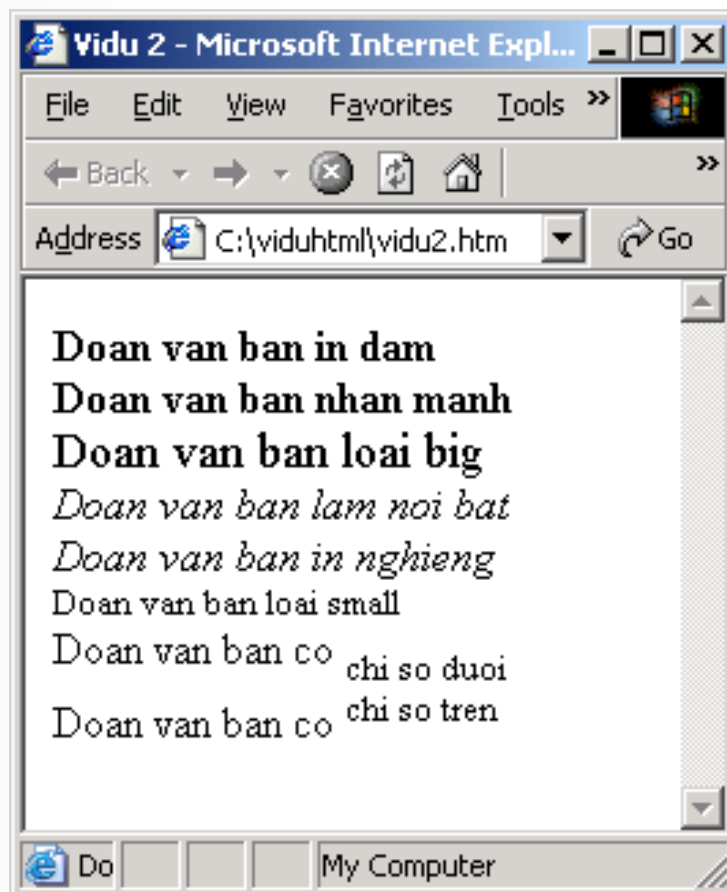 Vidu 2 - Microsoft Internet Expl...
File Edit View Favorites Tools »
Back »
Address C:\viduhtml\vidu2.htm Go
Doan van ban in dam
Doan van ban nhan manh
Doan van ban loai big
Doan van ban lam noi bat
Doan van ban in nghieng
Doan van ban loai small
Doan van ban co chi so duoi
Doan van ban co chi so tren
Do My Computer